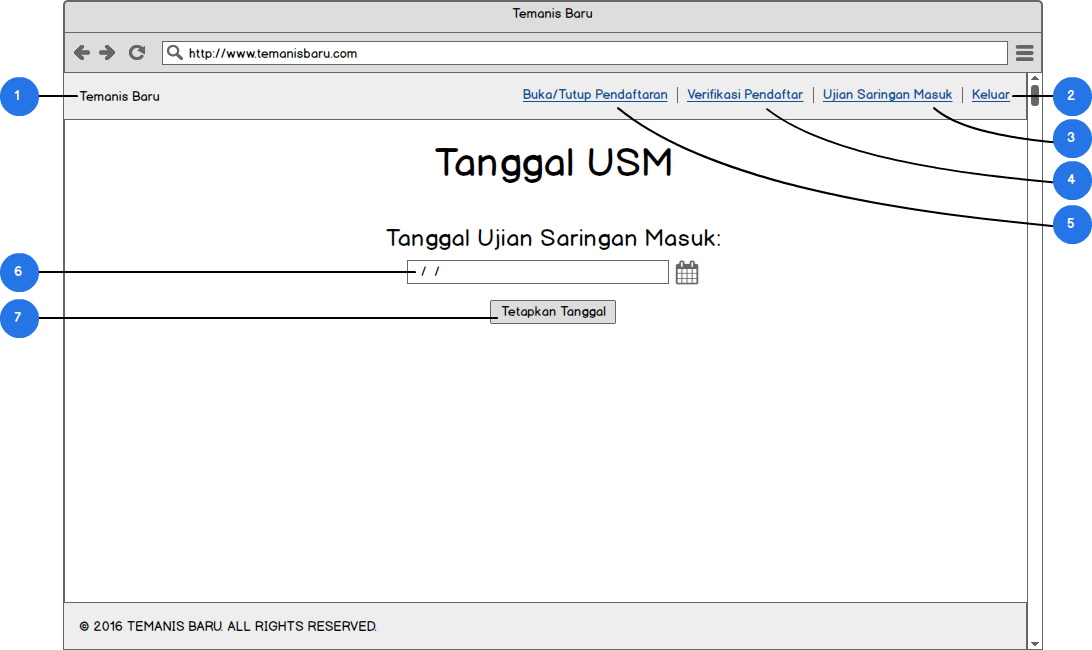 Temanis Baru
http://www.temanisbaru.com
1
Temanis Baru
Buka/Tutup Pendaftaran | Verifikasi Pendaftar | Ujian Saringan Masuk | Keluar
2
3
4
5
Tanggal USM
Tanggal Ujian Saringan Masuk:
6
/ /
7
Tetapkan Tanggal
© 2016 TEMANIS BARU. ALL RIGHTS RESERVED.